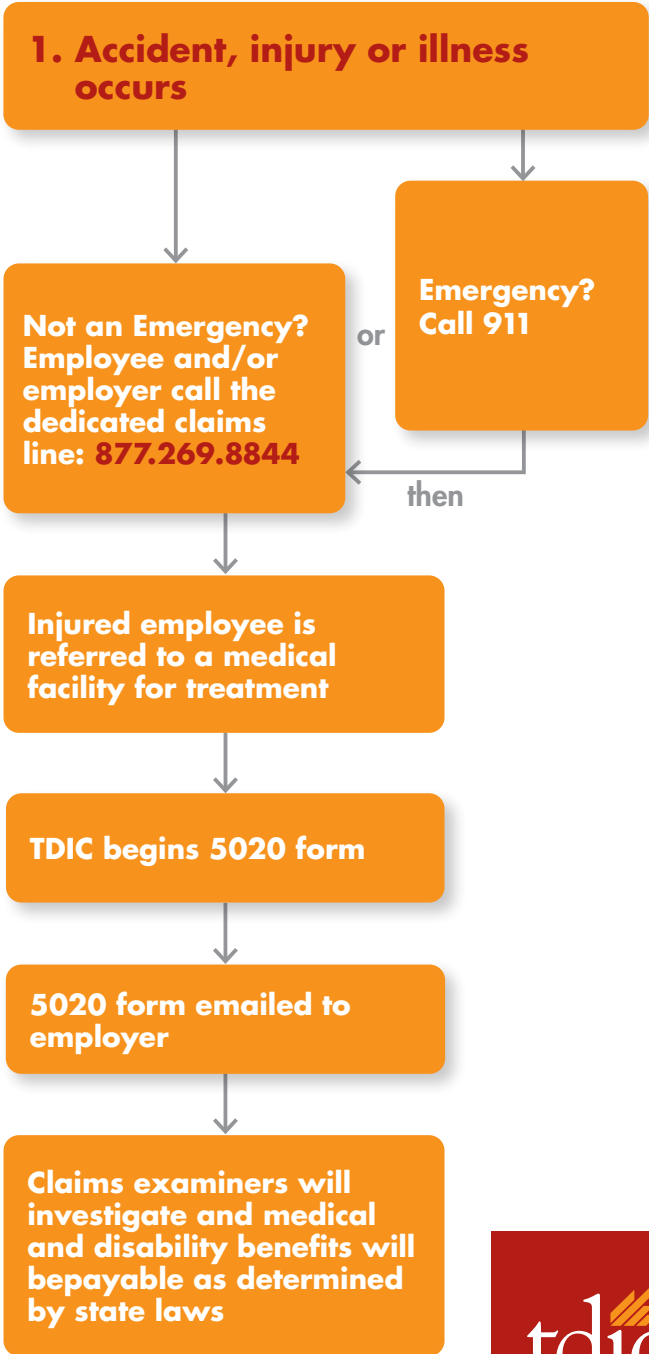 1. Accident, injury or illness
occurs
Emergency?
Call 911
or
Not an Emergency?
Employee and/or
employer call the
dedicated claims
line: 877.269.8844
then
Injured employee is
referred to a medical
facility for treatment
TDIC begins 5020 form
5020 form emailed to
employer
Claims examiners will
investigate and medical
and disability benefits will
bepayable as determined
by state laws
tdic